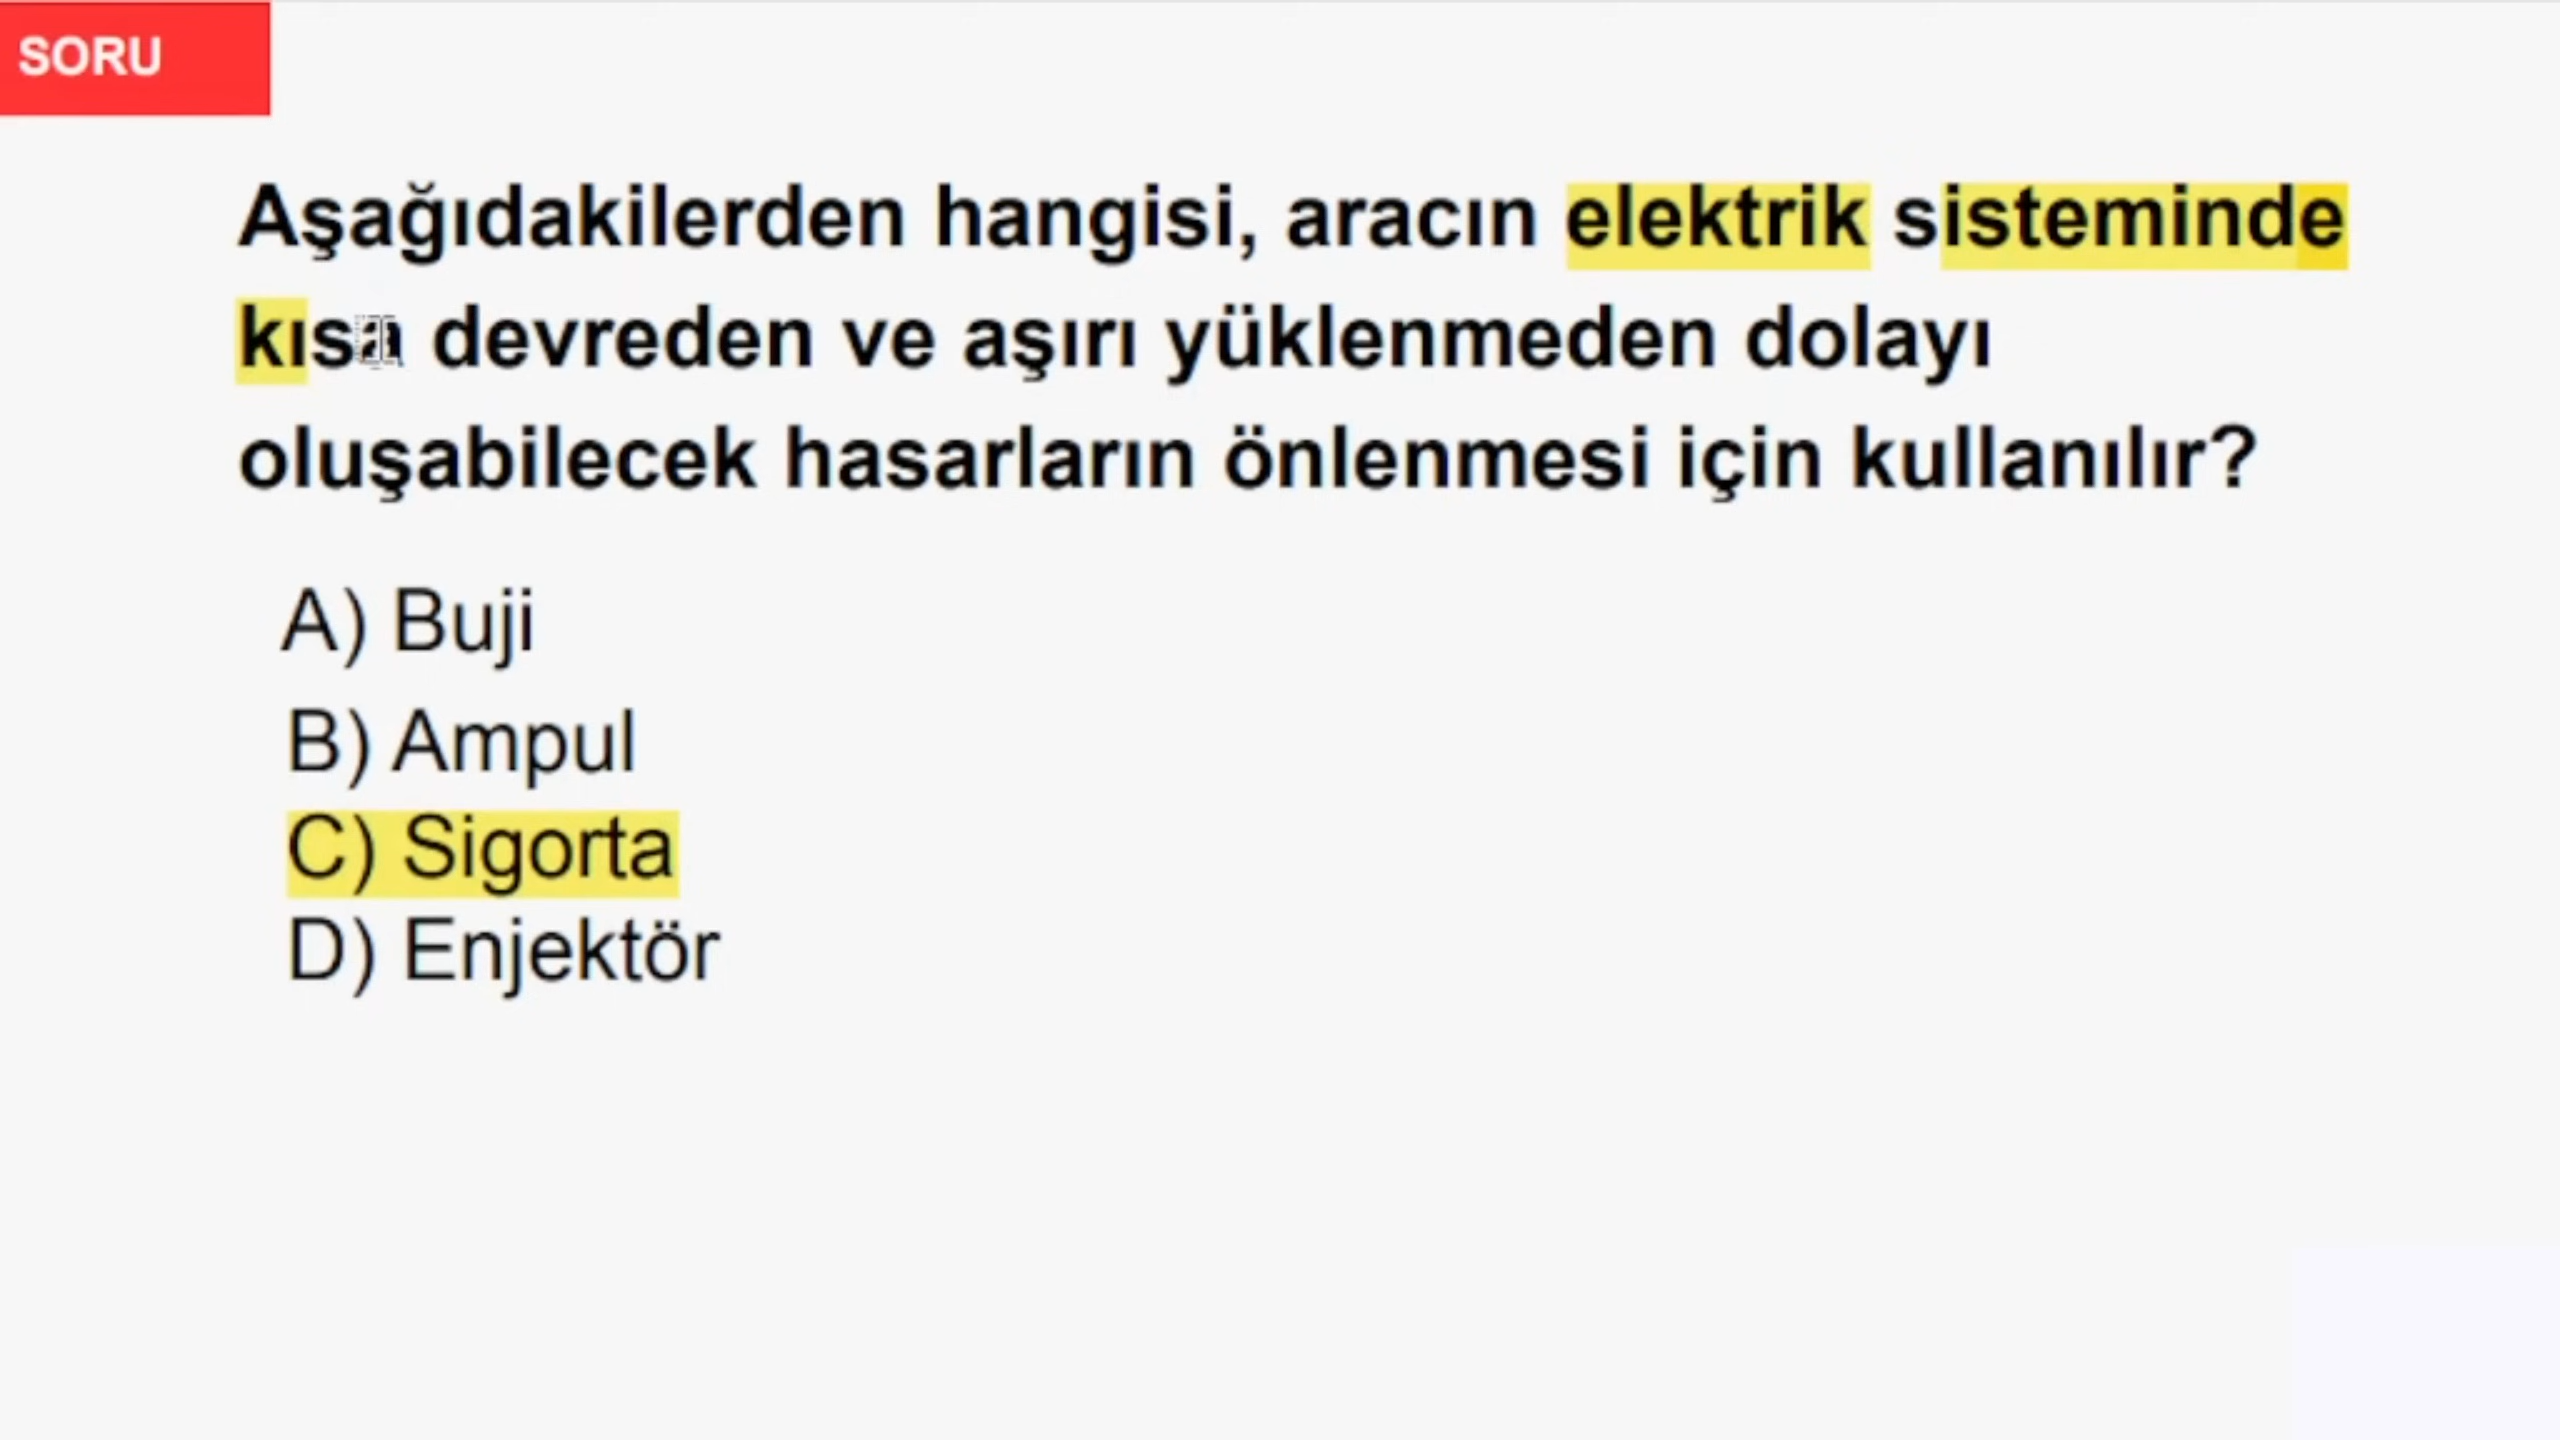 SORU
Aşağıdakilerden hangisi, aracın elektrik sisteminde
kısa devreden ve aşırı yüklenmeden dolayı
oluşabilecek hasarların önlenmesi için kullanılır?
A) Buji
B) Ampul
C) Sigorta
D) Enjektör